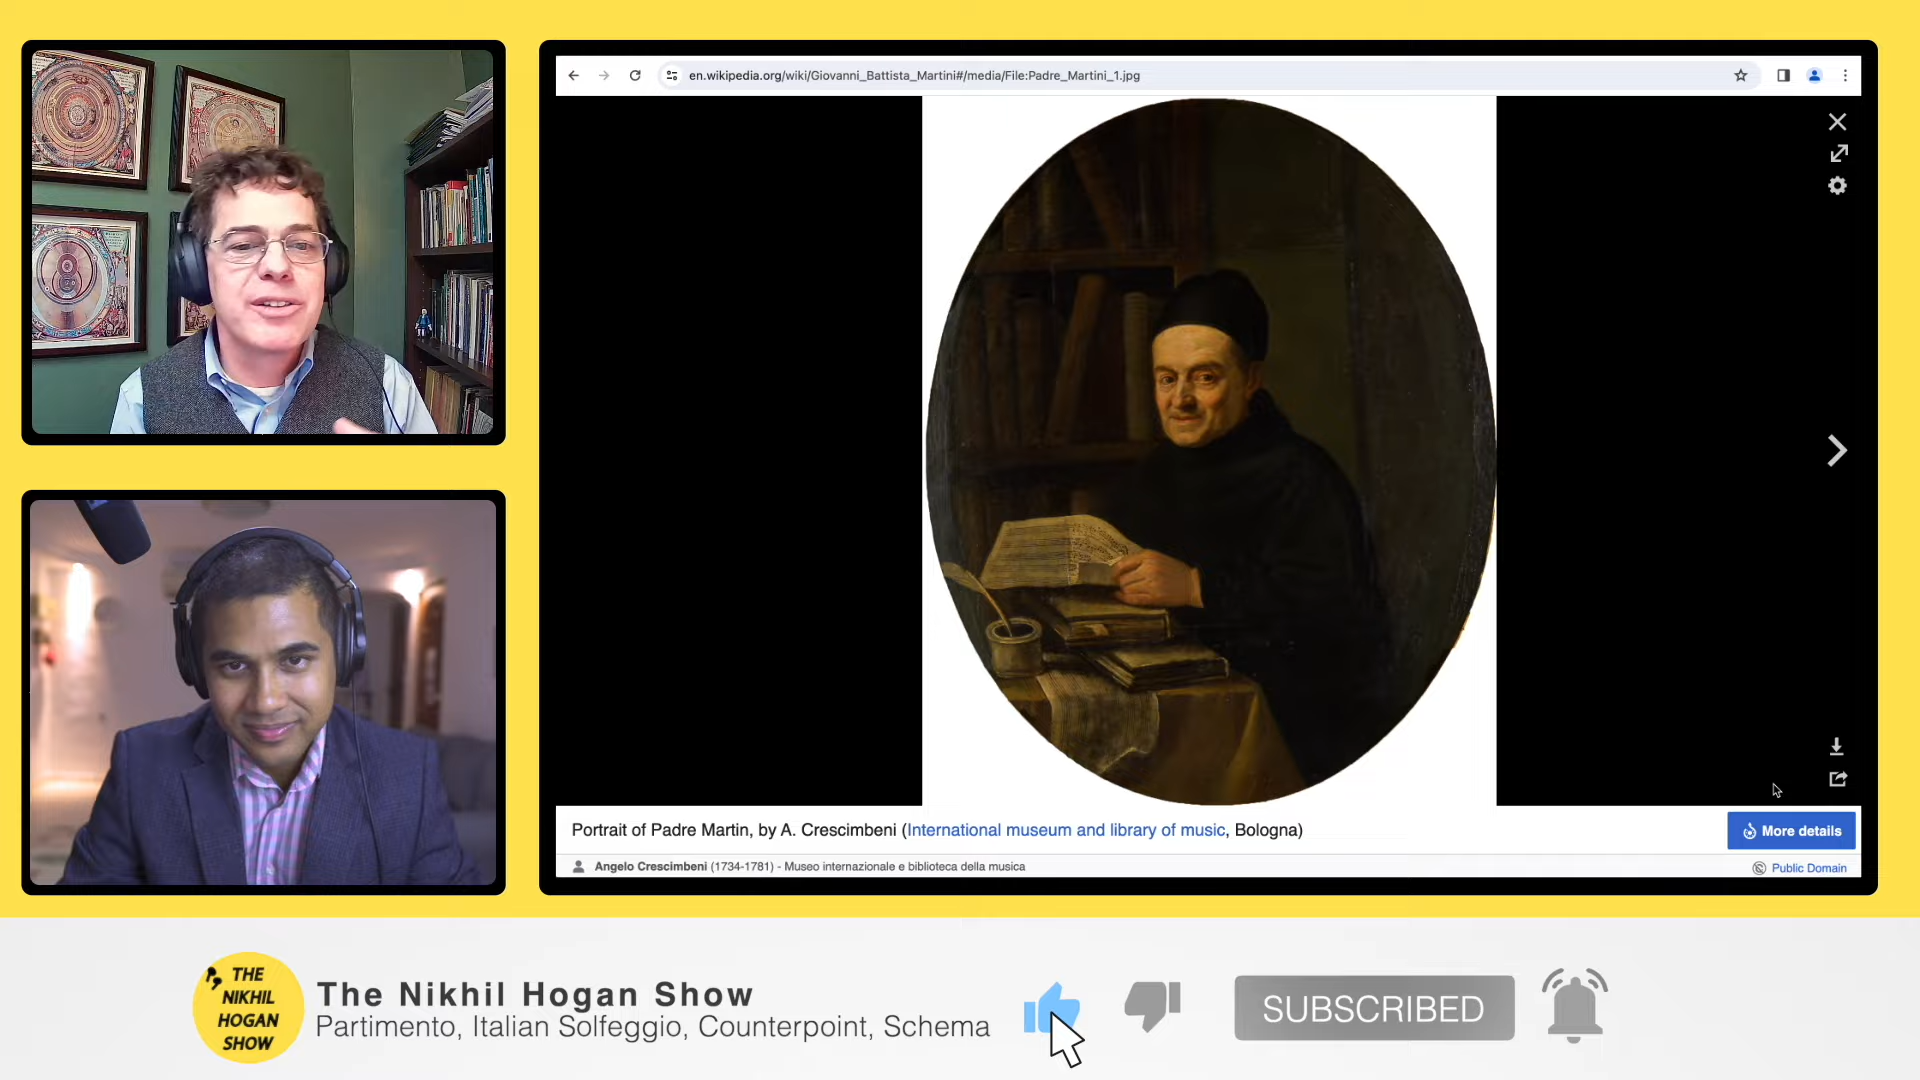 en.wikipedia.org/wiki/Giovanni_Battista_Martini#/media/File:Padre_Martini_1.jpg
Portrait of Padre Martin, by A. Crescimbeni (International museum and library of music, Bologna)
More details
Angelo Crescimbeni (1734-1781) - Museo internazionale e biblioteca della musica
Public Domain
THE
NIKHIL
HOGAN
SHOW
The Nikhil Hogan Show
Partimento, Italian Solfeggio, Counterpoint, Schema
SUBSCRIBED